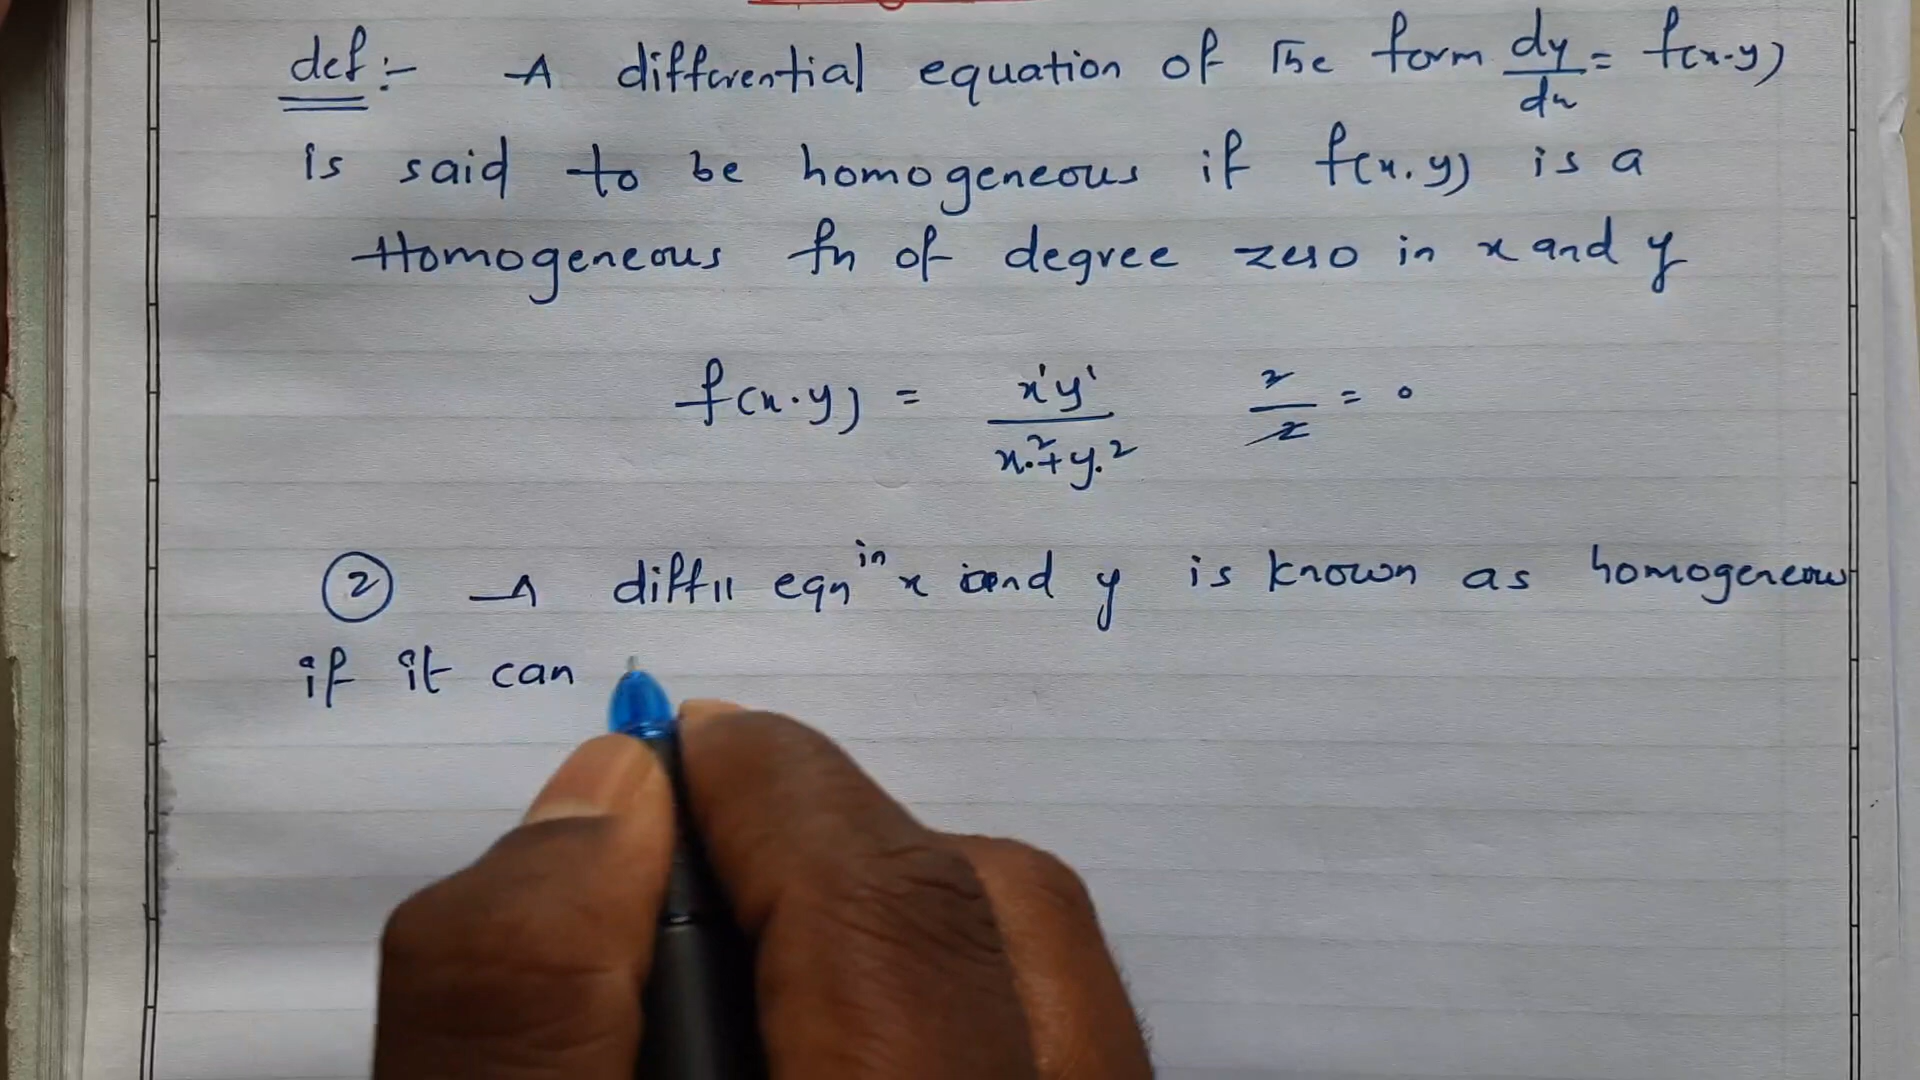 def:- A differential equation of the form dy/dx = f(x.y)
is said to be homogeneous if f(x.y) is a
Homogeneous fn of degree zero in x and y
f(x.y) = x¹y¹ / x²+y² 2/2 = 0
② A diffll eqn in x and y is known as homogeneous
if it can